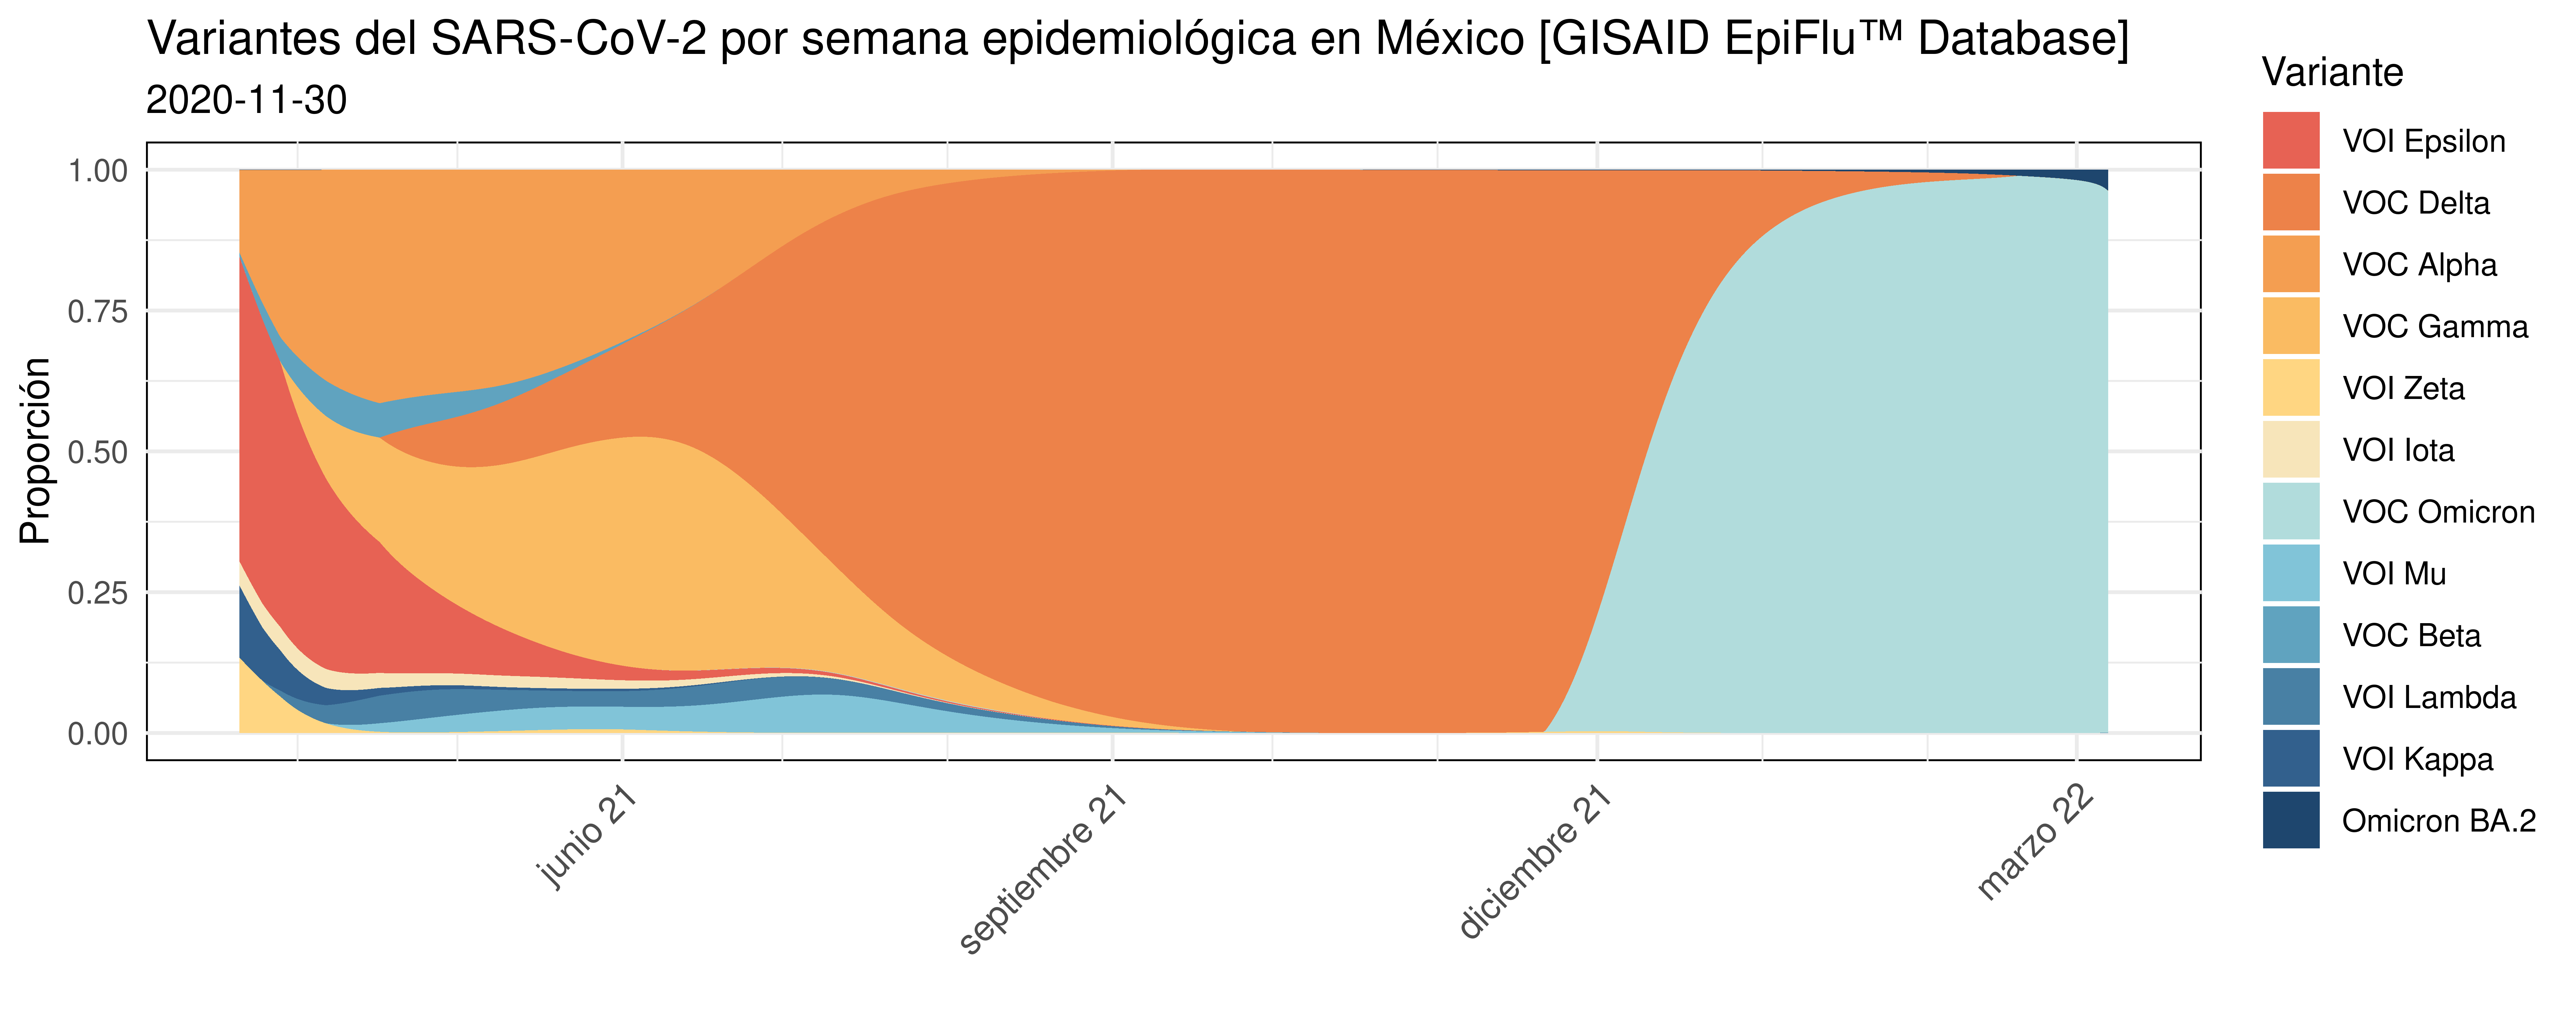 Variantes del SARS-CoV-2 por semana epidemiológica en México [GISAID EpiFlu™ Database]
2020-11-30
Proporción
1.00
0.75
0.50
0.25
0.00
junio 21
septiembre 21
diciembre 21
marzo 22
Variante
VOI Epsilon
VOC Delta
VOC Alpha
VOC Gamma
VOI Zeta
VOI Iota
VOC Omicron
VOI Mu
VOC Beta
VOI Lambda
VOI Kappa
Omicron BA.2